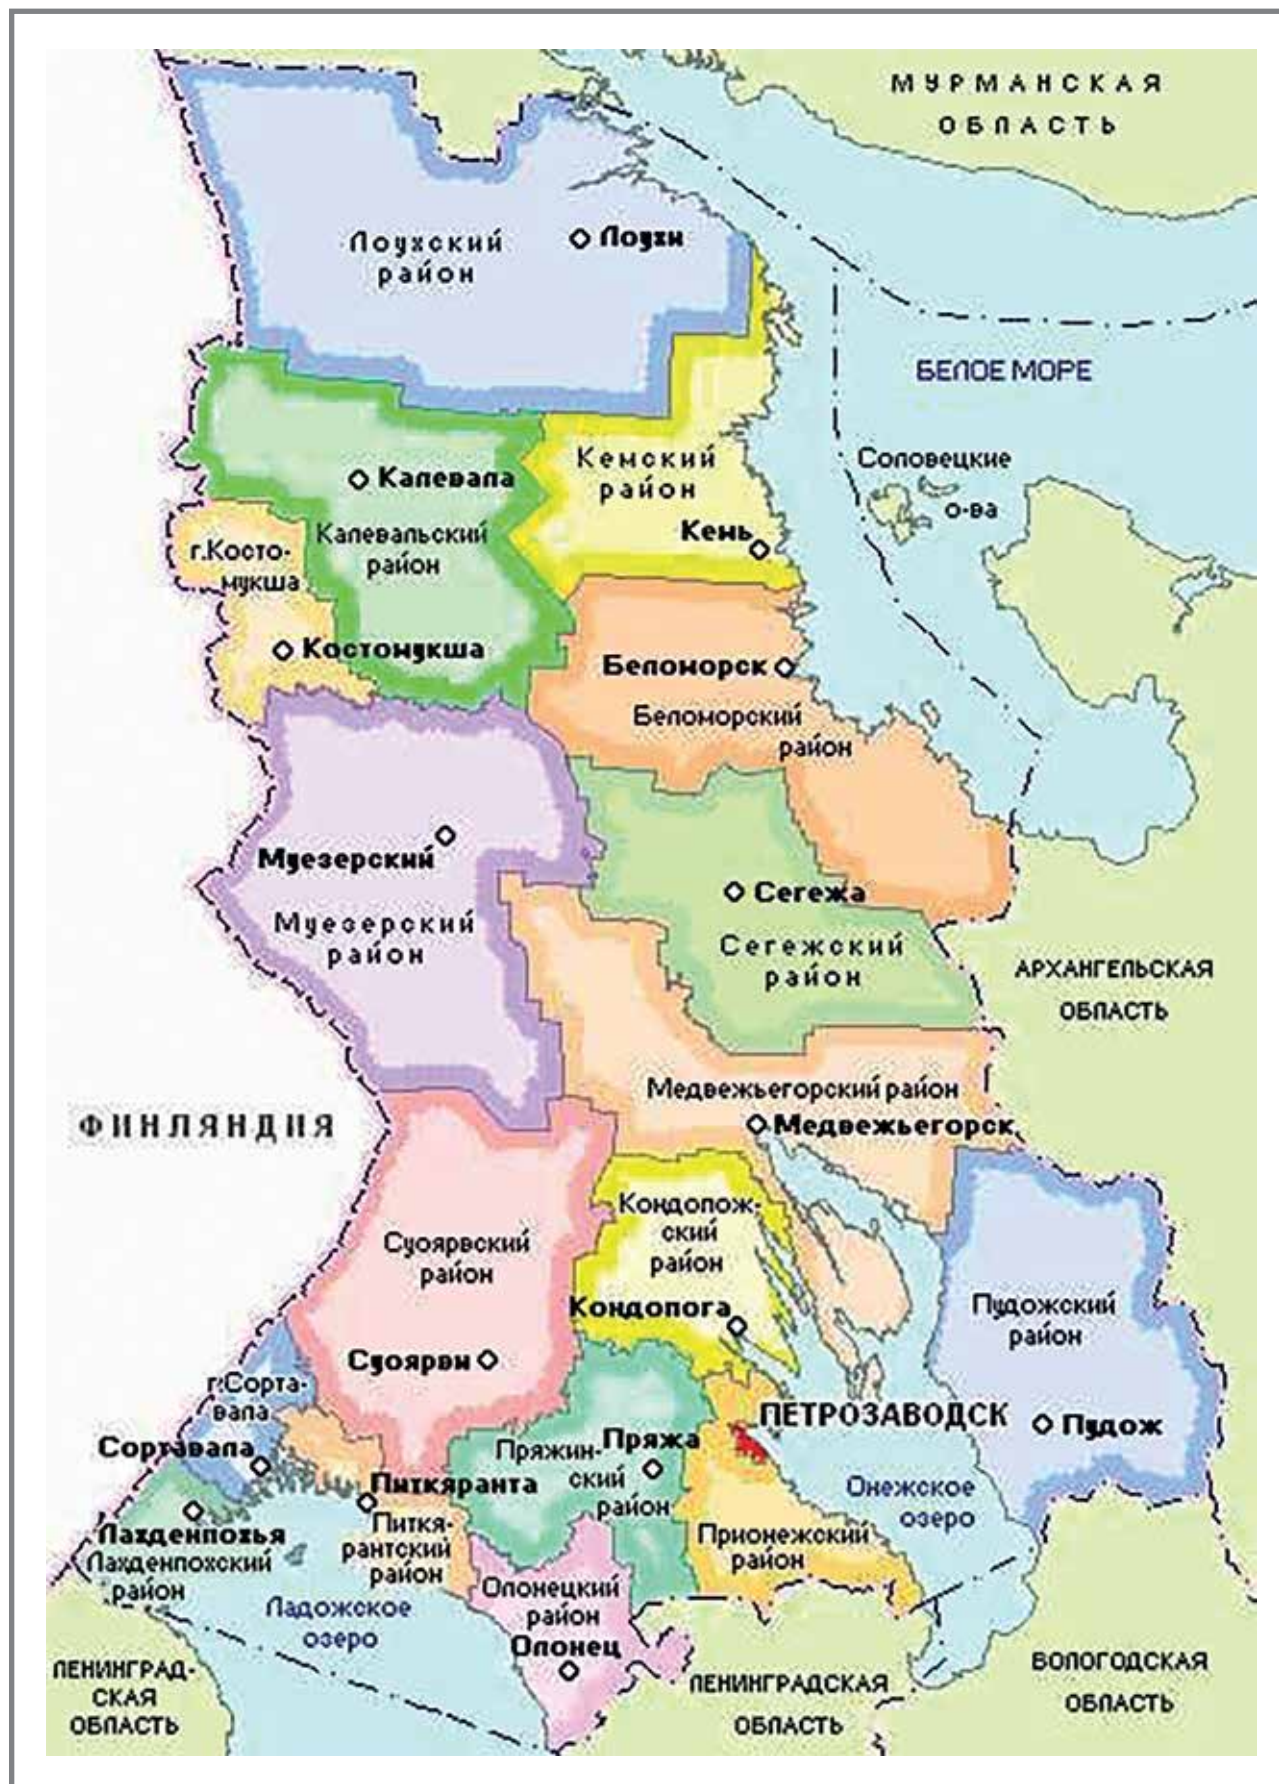 МУРМАНСКАЯ
ОБЛАСТЬ
Лоухский
район
Лоухи
БЕЛОЕ МОРЕ
Кемский
район
Соловецкие
о-ва
Калевала
Кемь
Калевальский
район
г.Косто-
мукша
Костомукша
Беломорск
Беломорский
район
Муезерский
Сегежа
Муезерский
район
Сегежский
район
АРХАНГЕЛЬСКАЯ
ОБЛАСТЬ
Медвежьегорский район
Медвежьегорск
ФИНЛЯНДИЯ
Кондопож-
ский
район
Суоярвский
район
Кондопога
Пудожский
район
Суоярви
г.Сорта-
вала
ПЕТРОЗАВОДСК
Пудож
Сортавала
Пряжин-
ский
район
Пряжа
Питкяранта
Онежское
озеро
Лахденпохья
Питкя-
рантский
район
Прионежский
район
Лахденпохский
район
Олонецкий
район
Ладожское
озеро
Олонец
ЛЕНИНГРАД-
СКАЯ
ОБЛАСТЬ
ЛЕНИНГРАДСКАЯ
ОБЛАСТЬ
ВОЛОГОДСКАЯ
ОБЛАСТЬ